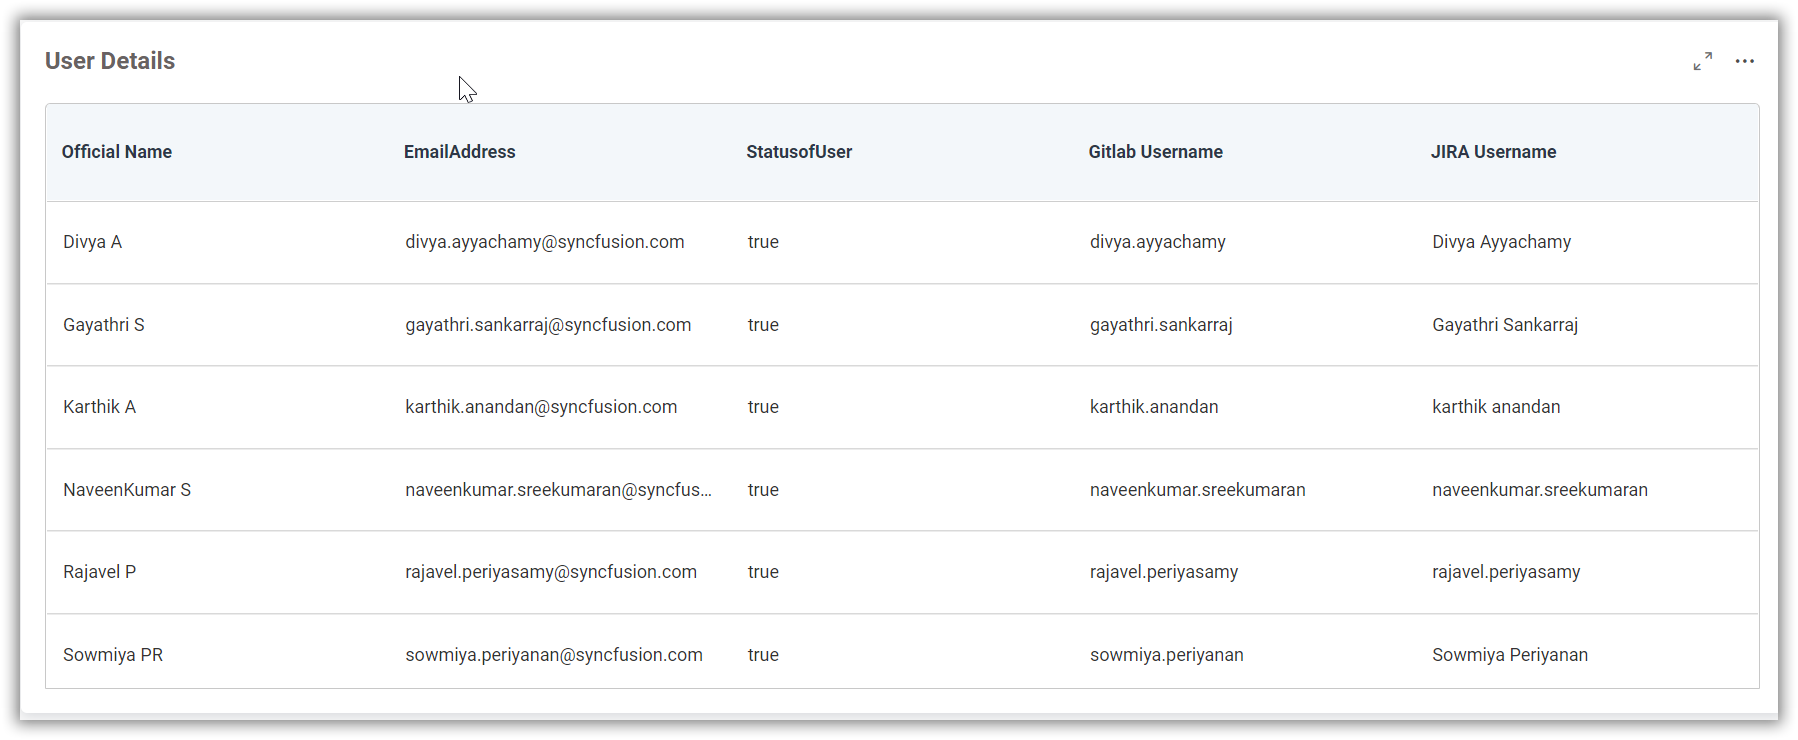 User Details
Official Name EmailAddress StatusofUser Gitlab Username JIRA Username
Divya A divya.ayyachamy@syncfusion.com true divya.ayyachamy Divya Ayyachamy
Gayathri S gayathri.sankarraj@syncfusion.com true gayathri.sankarraj Gayathri Sankarraj
Karthik A karthik.anandan@syncfusion.com true karthik.anandan karthik anandan
NaveenKumar S naveenkumar.sreekumaran@syncfus... true naveenkumar.sreekumaran naveenkumar.sreekumaran
Rajavel P rajavel.periyasamy@syncfusion.com true rajavel.periyasamy rajavel.periyasamy
Sowmiya PR sowmiya.periyanan@syncfusion.com true sowmiya.periyanan Sowmiya Periyanan